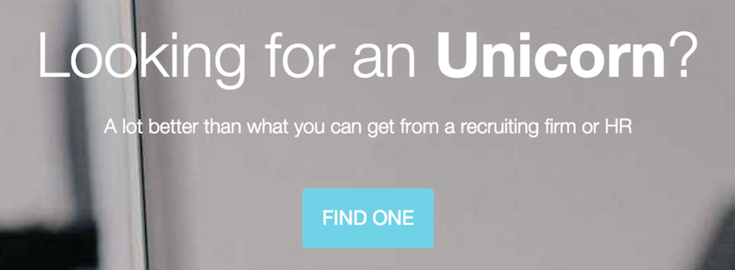 Looking for an Unicorn?
A lot better than what you can get from a recruiting firm or HR
FIND ONE